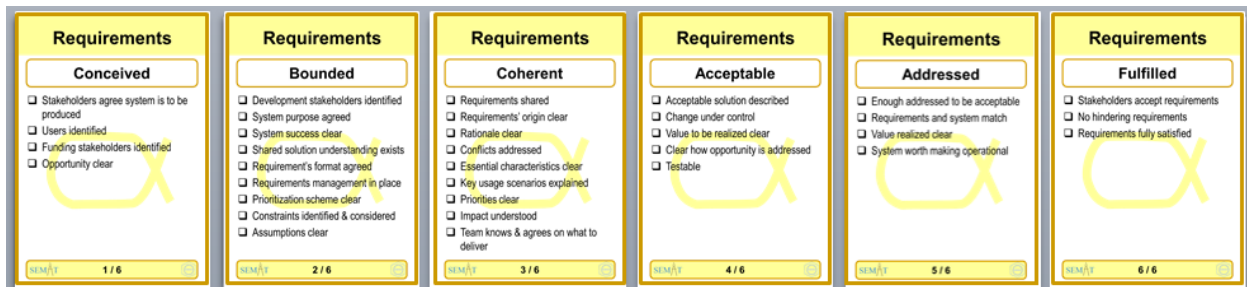 Requirements
Conceived
Stakeholders agree system is to be
produced
Users identified
Funding stakeholders identified
Opportunity clear
SEMAT
1 / 6
Requirements
Bounded
Development stakeholders identified
System purpose agreed
System success clear
Shared solution understanding exists
Requirement's format agreed
Requirements management in place
Prioritization scheme clear
Constraints identified & considered
Assumptions clear
SEMAT
2 / 6
Requirements
Coherent
Requirements shared
Requirements' origin clear
Rationale clear
Conflicts addressed
Essential characteristics clear
Key usage scenarios explained
Priorities clear
Impact understood
Team knows & agrees on what to
deliver
SEMAT
3 / 6
Requirements
Acceptable
Acceptable solution described
Change under control
Value to be realized clear
Clear how opportunity is addressed
Testable
SEMAT
4 / 6
Requirements
Addressed
Enough addressed to be acceptable
Requirements and system match
Value realized clear
System worth making operational
SEMAT
5 / 6
Requirements
Fulfilled
Stakeholders accept requirements
No hindering requirements
Requirements fully satisfied
SEMAT
6 / 6